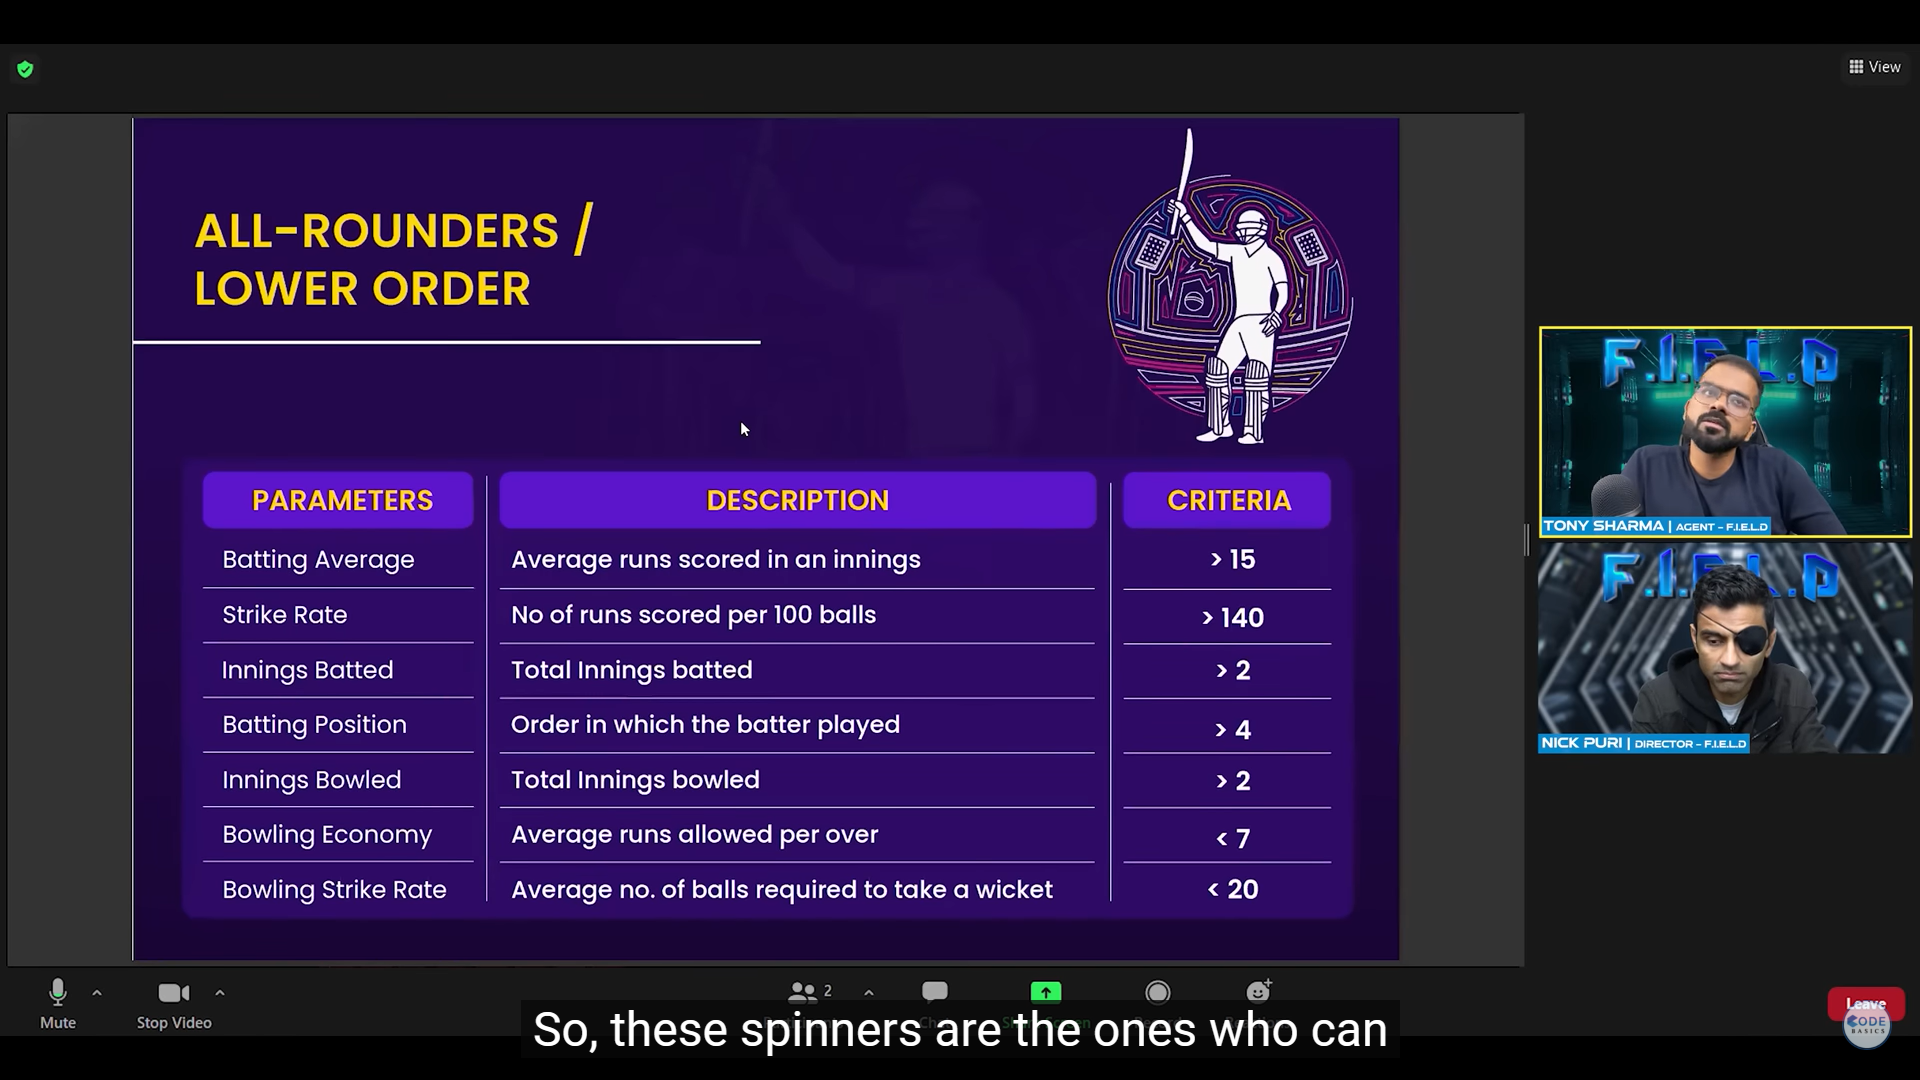 View
ALL-ROUNDERS /
LOWER ORDER
PARAMETERS DESCRIPTION CRITERIA
Batting Average Average runs scored in an innings > 15
Strike Rate No of runs scored per 100 balls > 140
Innings Batted Total Innings batted > 2
Batting Position Order in which the batter played > 4
Innings Bowled Total Innings bowled > 2
Bowling Economy Average runs allowed per over < 7
Bowling Strike Rate Average no. of balls required to take a wicket < 20
F.I.E.L.D
TONY SHARMA | AGENT - F.I.E.L.D
F.I.E.L.D
NICK PURI | DIRECTOR - F.I.E.L.D
2
Mute Stop Video
Leave
CODE
BASICS
So, these spinners are the ones who can